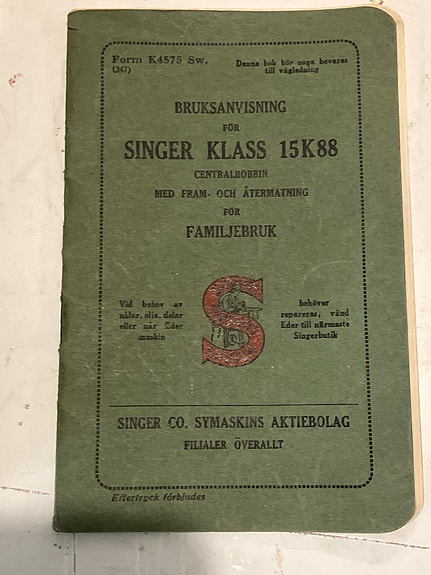 Form K4575 Sw.
(347)
Denna bok bör noga bevaras
till vägledning
BRUKSANVISNING
FÖR
SINGER KLASS 15K88
CENTRALBOBBIN
MED FRAM- OCH ÅTERMATNING
FÖR
FAMILJEBRUK
Vid behov av
nålar, olja, delar
eller när Eder
maskin
S
behöver
repareras, vänd
Eder till närmaste
Singerbutik
SINGER CO. SYMASKINS AKTIEBOLAG
FILIALER ÖVERALLT
Eftertryck förbjudes